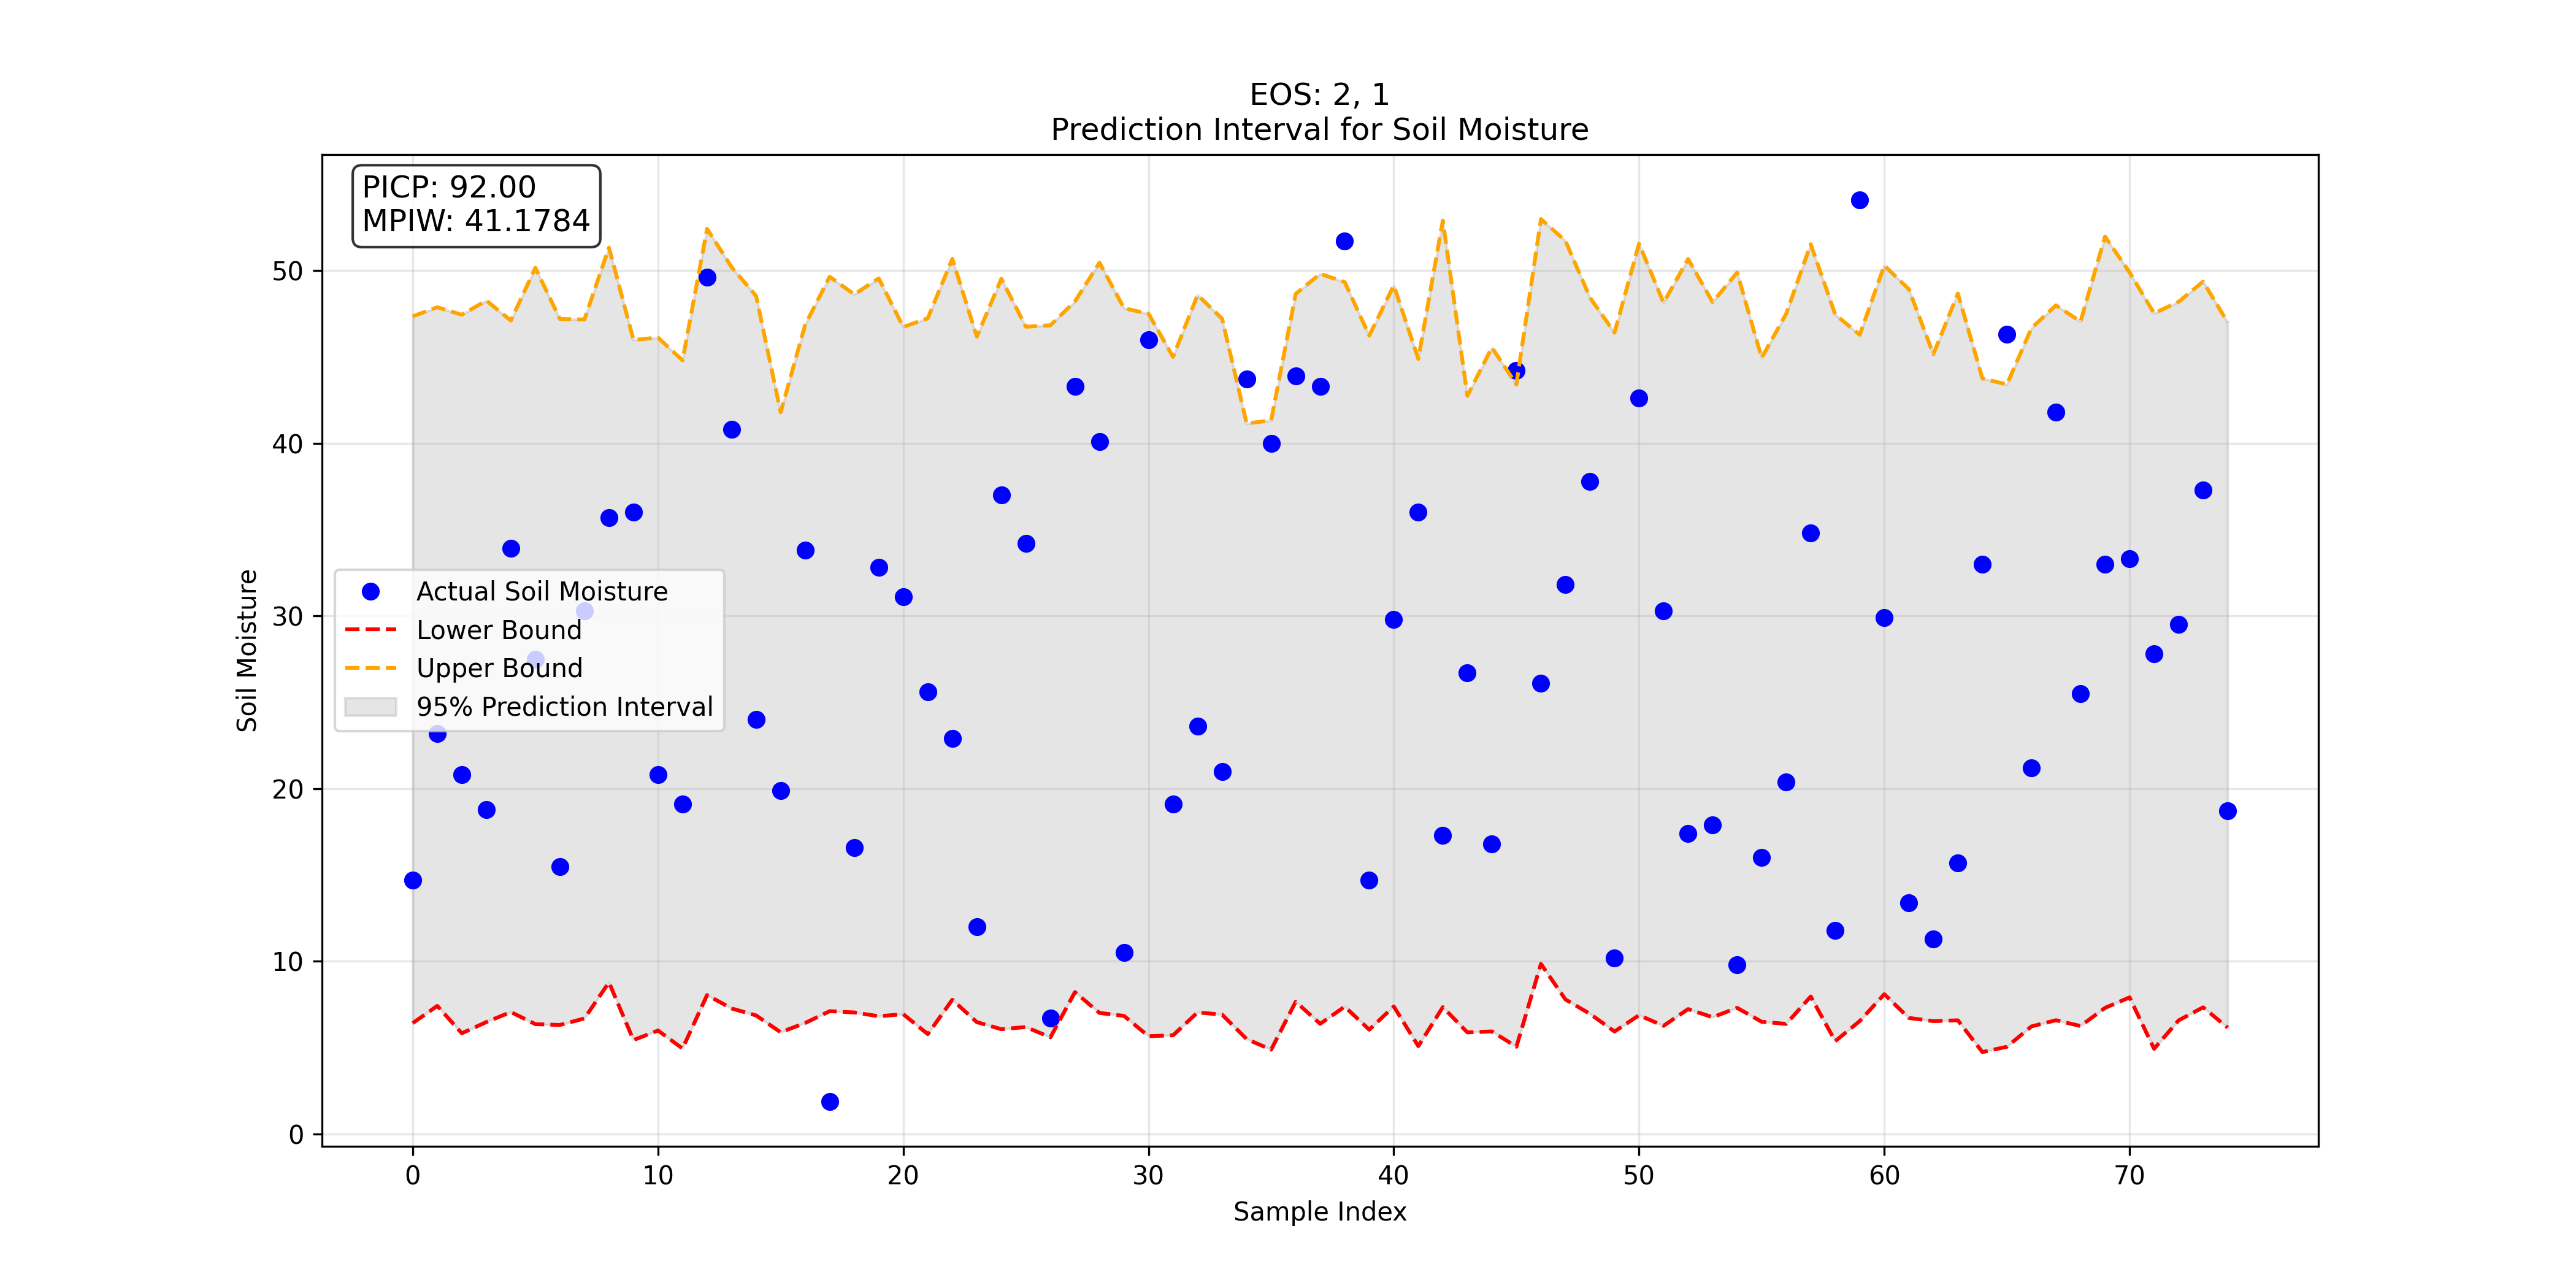 EOS: 2, 1
Prediction Interval for Soil Moisture
PICP: 92.00
MPIW: 41.1784
50
40
30
20
10
0
Soil Moisture
Actual Soil Moisture
Lower Bound
Upper Bound
95% Prediction Interval
0 10 20 30 40 50 60 70
Sample Index